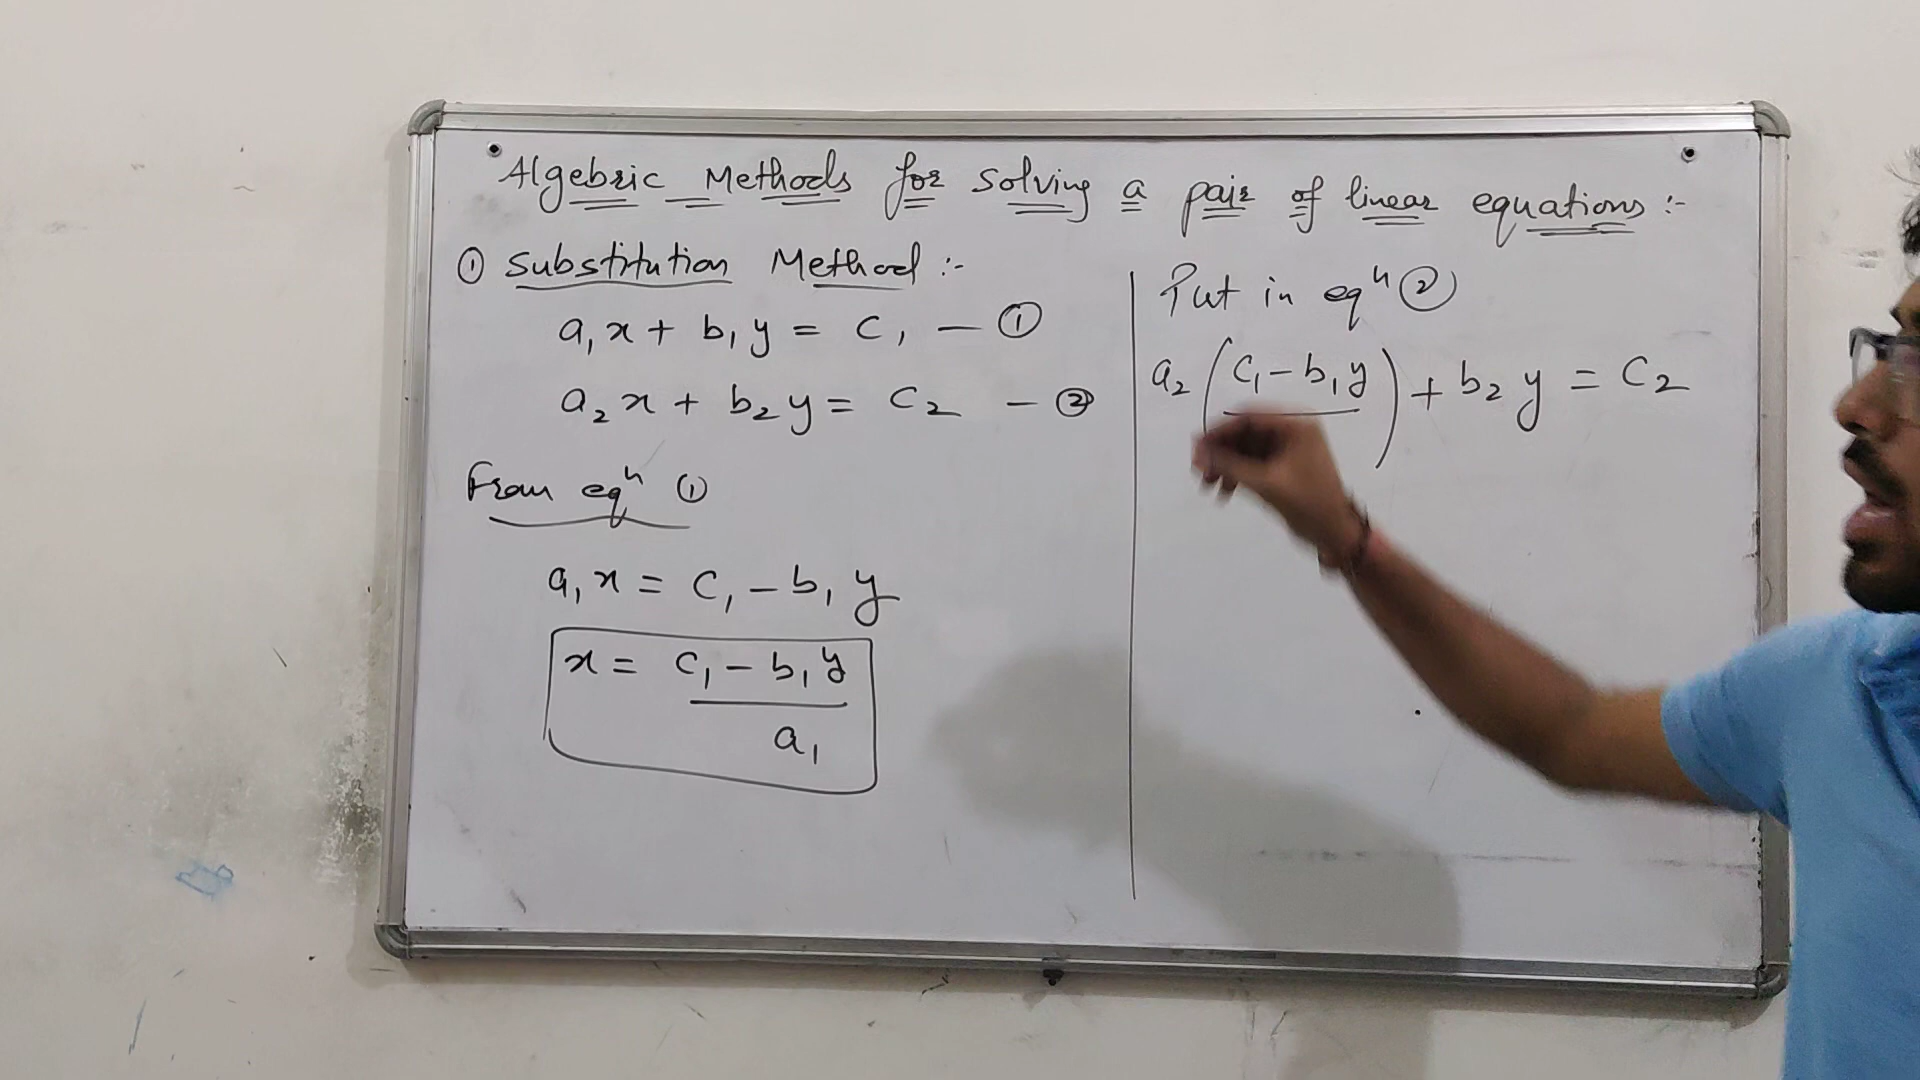 Algebric Methods for solving a pair of linear equations :-
① Substitution Method :-
a₁x + b₁y = c₁ — ①
a₂x + b₂y = c₂ — ②
From eqⁿ ①
a₁x = c₁ - b₁y
x = c₁ - b₁y
a₁
Put in eqⁿ ②
a₂ (c₁ - b₁y) + b₂y = c₂